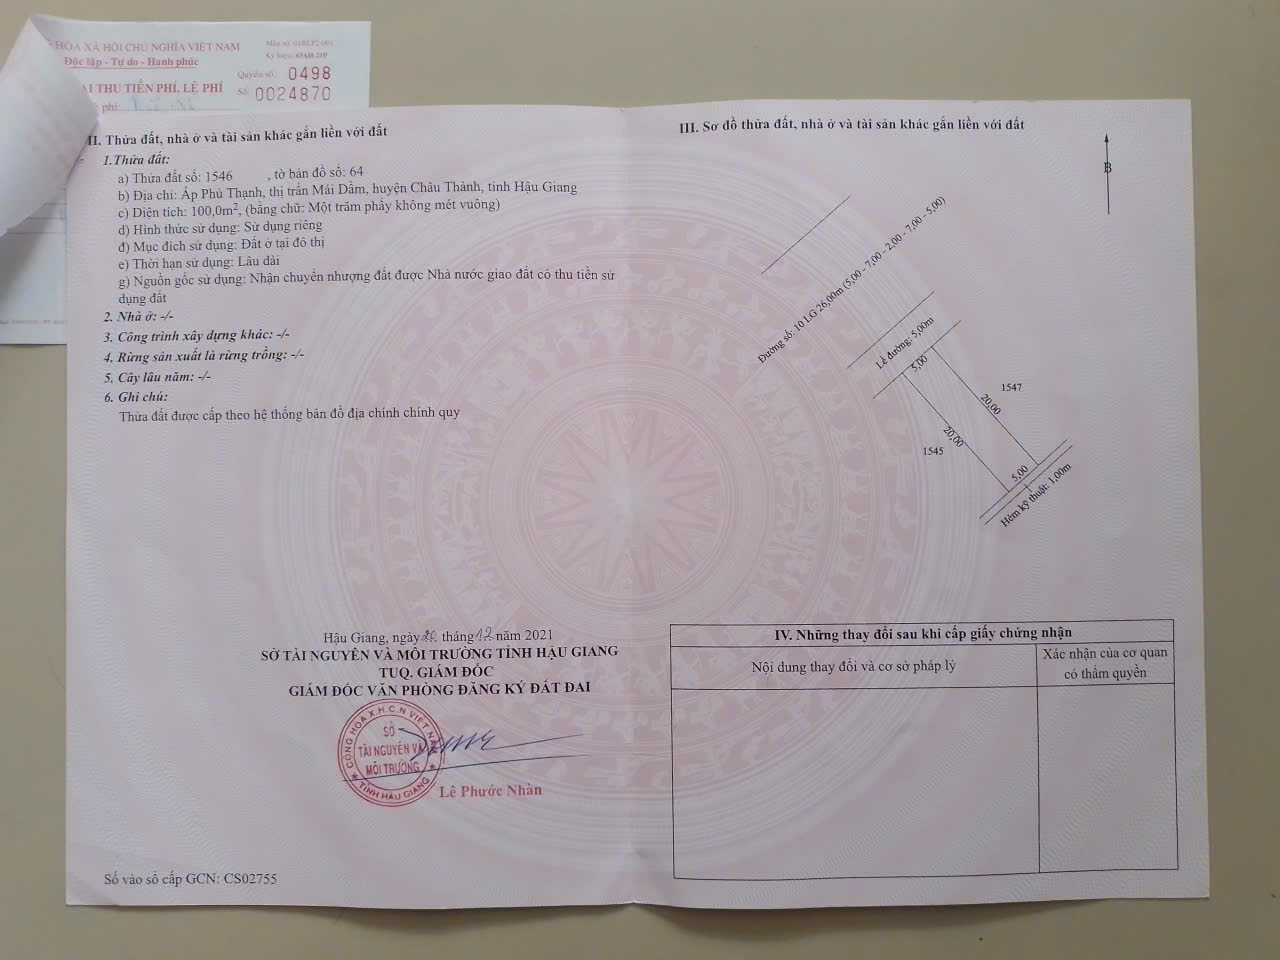 HÒA XÃ HỘI CHỦ NGHĨA VIỆT NAM
Độc lập - Tự do - Hạnh phúc
THU TIỀN PHÍ, LỆ PHÍ
phí:
Quyển số: 0498
Số: 0024870
II. Thửa đất, nhà ở và tài sản khác gắn liền với đất
1.Thửa đất:
a) Thửa đất số: 1546 , tờ bản đồ số: 64
b) Địa chỉ: Ấp Phú Thạnh, thị trấn Mái Dầm, huyện Châu Thành, tỉnh Hậu Giang
c) Diện tích: 100,0m², (bằng chữ: Một trăm phẩy không mét vuông)
d) Hình thức sử dụng: Sử dụng riêng
đ) Mục đích sử dụng: Đất ở tại đô thị
e) Thời hạn sử dụng: Lâu dài
g) Nguồn gốc sử dụng: Nhận chuyển nhượng đất được Nhà nước giao đất có thu tiền sử
dụng đất
2. Nhà ở: -/-
3. Công trình xây dựng khác: -/-
4. Rừng sản xuất là rừng trồng: -/-
5. Cây lâu năm: -/-
6. Ghi chú:
Thửa đất được cấp theo hệ thống bản đồ địa chính chính quy
Hậu Giang, ngày tháng 12 năm 2021
SỞ TÀI NGUYÊN VÀ MÔI TRƯỜNG TỈNH HẬU GIANG
TUQ. GIÁM ĐỐC
GIÁM ĐỐC VĂN PHÒNG ĐĂNG KÝ ĐẤT ĐAI
CỘNG HÒA X.H.C.N VIỆT NAM
SỞ
TÀI NGUYÊN VÀ
MÔI TRƯỜNG
TỈNH HẬU GIANG
Lê Phước Nhàn
Số vào sổ cấp GCN: CS02755
III. Sơ đồ thửa đất, nhà ở và tài sản khác gắn liền với đất
B
Đường số: 10 LG 26,00m (5,00 - 7,00 - 2,00 - 7,00 - 5,00)
Lề đường: 5,00m
5,00
1547
20,00
20,00
1545
5,00
Hẻm kỹ thuật: 1,00m
IV. Những thay đổi sau khi cấp giấy chứng nhận
Nội dung thay đổi và cơ sở pháp lý
Xác nhận của cơ quan
có thẩm quyền